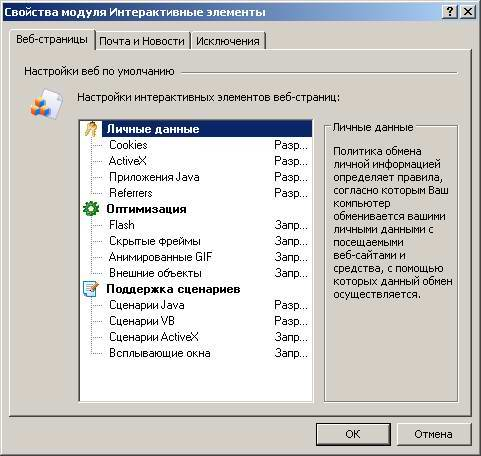 Свойства модуля Интерактивные элементы
Веб-страницы Почта и Новости Исключения
Настройки веб по умолчанию
Настройки интерактивных элементов веб-страниц:
Личные данные
Cookies Разр...
ActiveX Разр...
Приложения Java Разр...
Referrers Разр...
Оптимизация
Flash Запр...
Скрытые фреймы Запр...
Анимированные GIF Запр...
Внешние объекты Запр...
Поддержка сценариев
Сценарии Java Разр...
Сценарии VB Разр...
Сценарии ActiveX Запр...
Всплывающие окна Запр...
Личные данные
Политика обмена
личной информацией
определяет правила,
согласно которым Ваш
компьютер
обменивается вашими
личными данными с
посещаемыми
веб-сайтами и
средства, с помощью
которых данный обмен
осуществляется.
OK Отмена